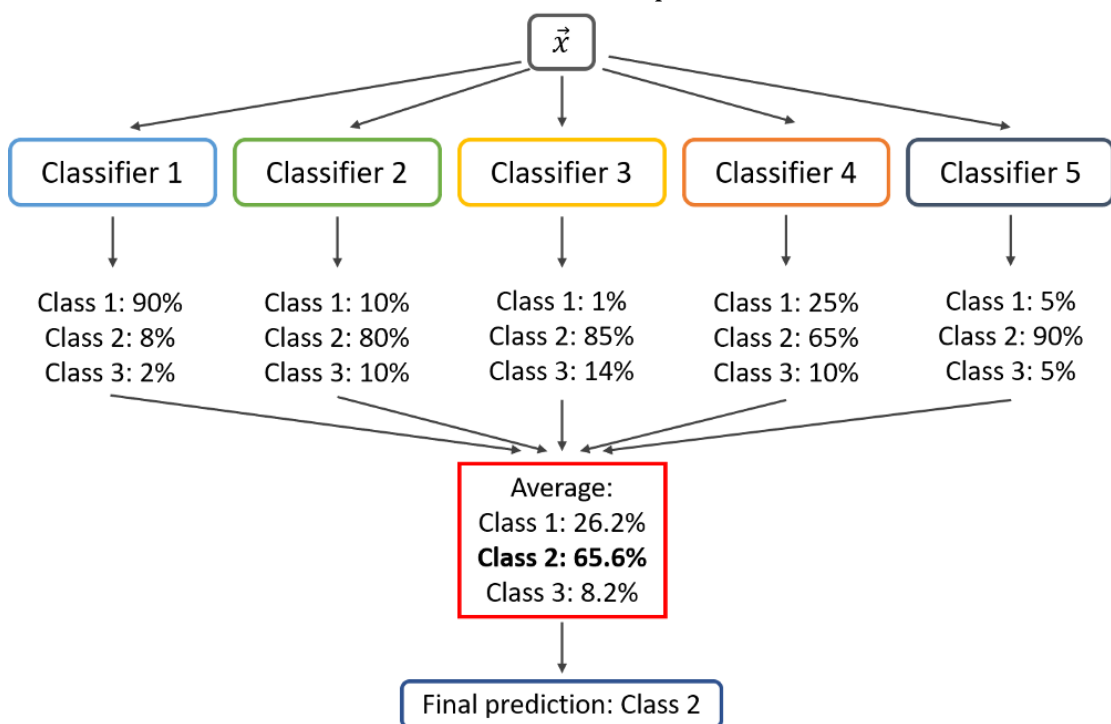 x⃗
Classifier 1
Classifier 2
Classifier 3
Classifier 4
Classifier 5
Class 1: 90%
Class 2: 8%
Class 3: 2%
Class 1: 10%
Class 2: 80%
Class 3: 10%
Class 1: 1%
Class 2: 85%
Class 3: 14%
Class 1: 25%
Class 2: 65%
Class 3: 10%
Class 1: 5%
Class 2: 90%
Class 3: 5%
Average:
Class 1: 26.2%
Class 2: 65.6%
Class 3: 8.2%
Final prediction: Class 2